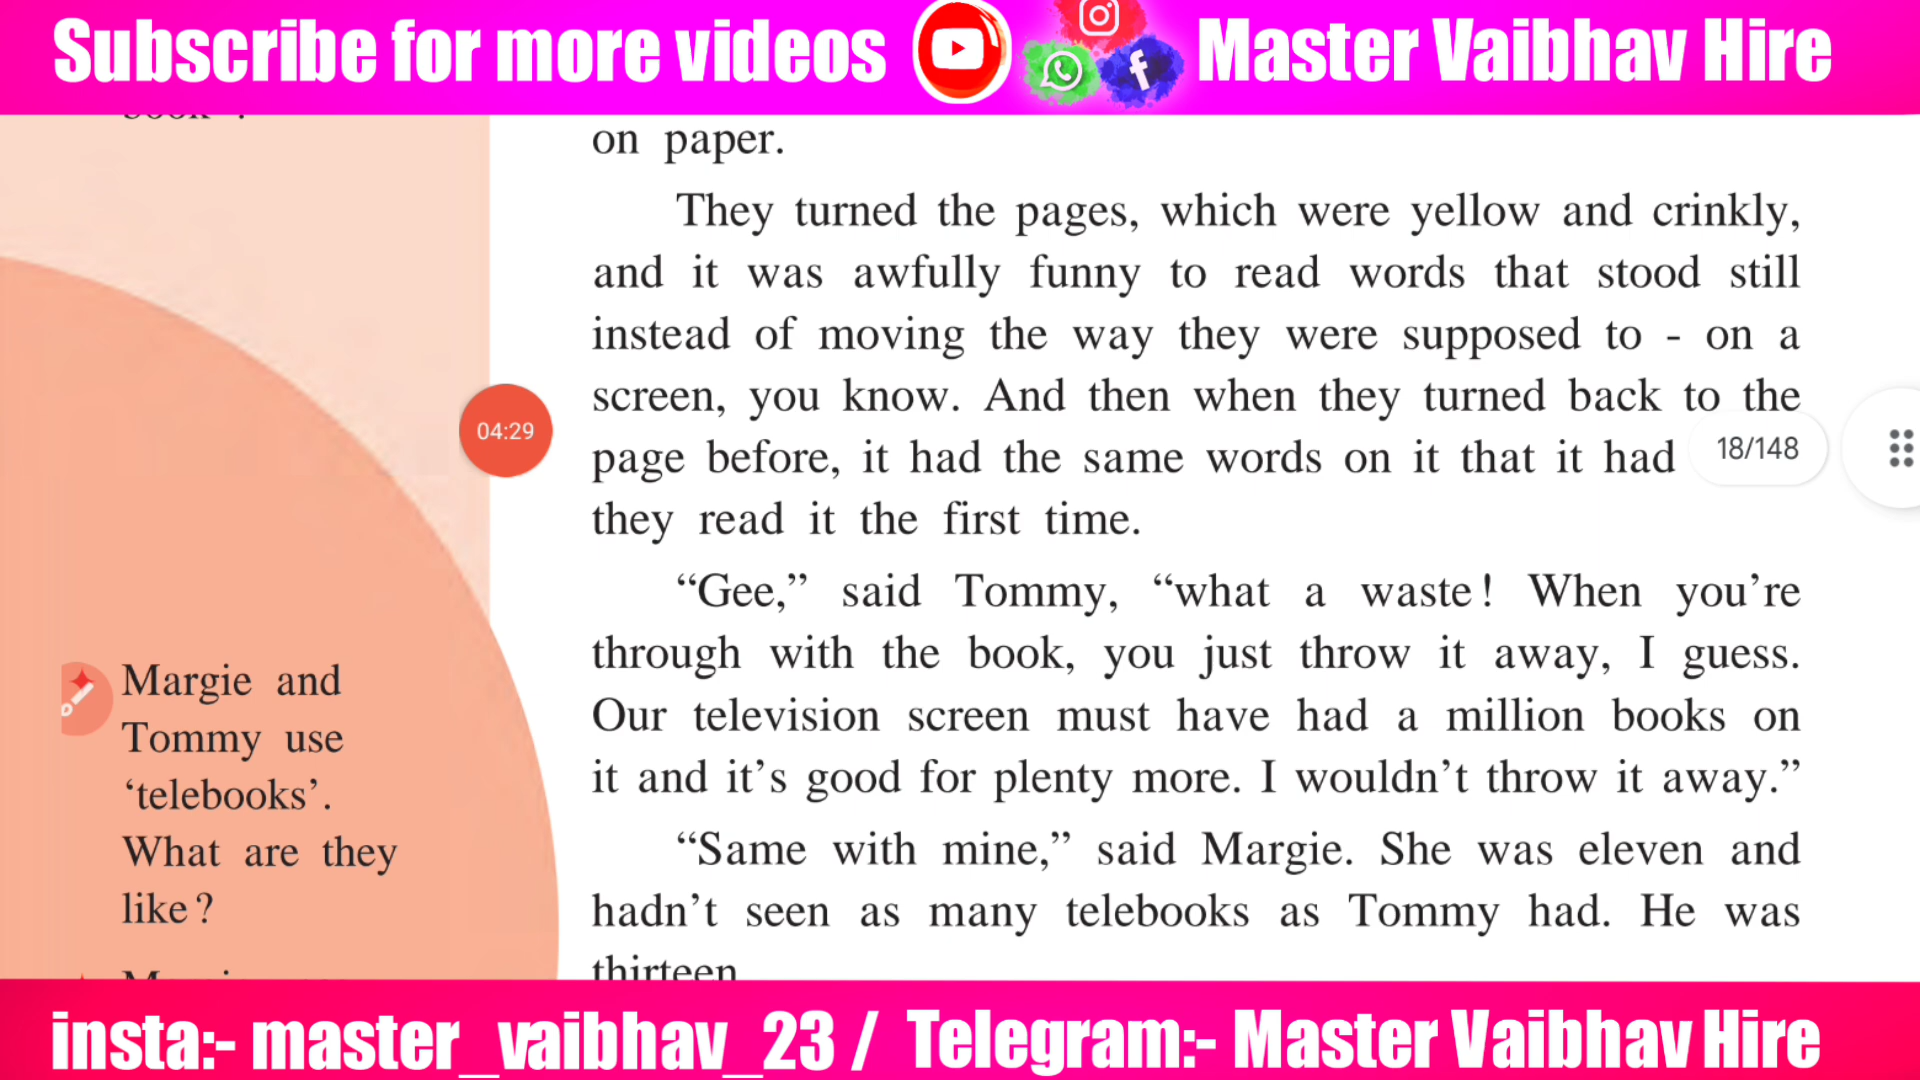 Subscribe for more videos Master Vaibhav Hire
on paper.
They turned the pages, which were yellow and crinkly,
and it was awfully funny to read words that stood still
instead of moving the way they were supposed to - on a
screen, you know. And then when they turned back to the
page before, it had the same words on it that it had
they read it the first time.
04:29
18/148
“Gee,” said Tommy, “what a waste! When you’re
through with the book, you just throw it away, I guess.
Our television screen must have had a million books on
it and it’s good for plenty more. I wouldn’t throw it away.”
“Same with mine,” said Margie. She was eleven and
hadn’t seen as many telebooks as Tommy had. He was
thirteen
Margie and
Tommy use
‘telebooks’.
What are they
like?
insta:- master_vaibhav_23 / Telegram:- Master Vaibhav Hire